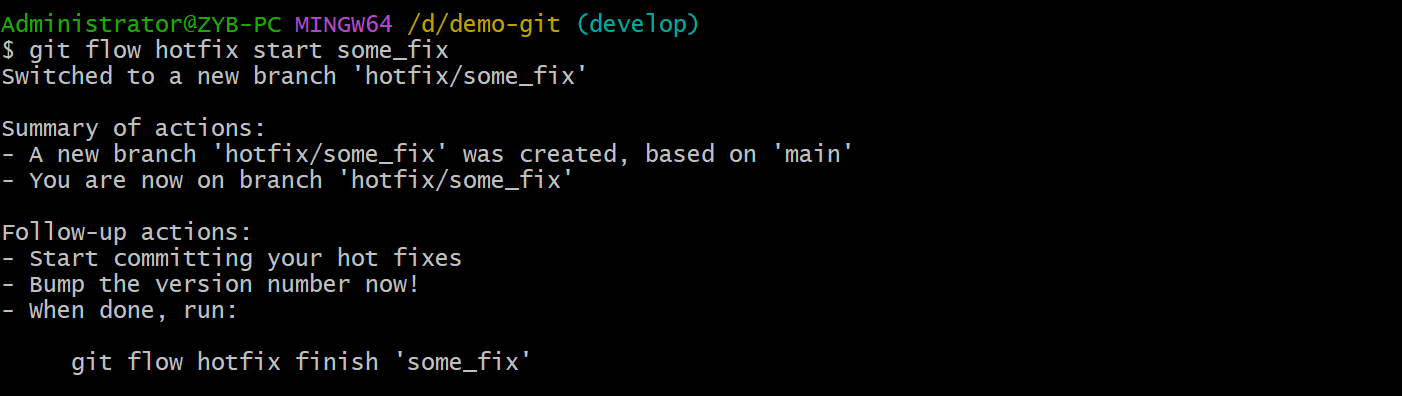 Administrator@ZYB-PC MINGW64 /d/demo-git (develop)
$ git flow hotfix start some_fix
Switched to a new branch 'hotfix/some_fix'
Summary of actions:
- A new branch 'hotfix/some_fix' was created, based on 'main'
- You are now on branch 'hotfix/some_fix'
Follow-up actions:
- Start committing your hot fixes
- Bump the version number now!
- When done, run:
git flow hotfix finish 'some_fix'